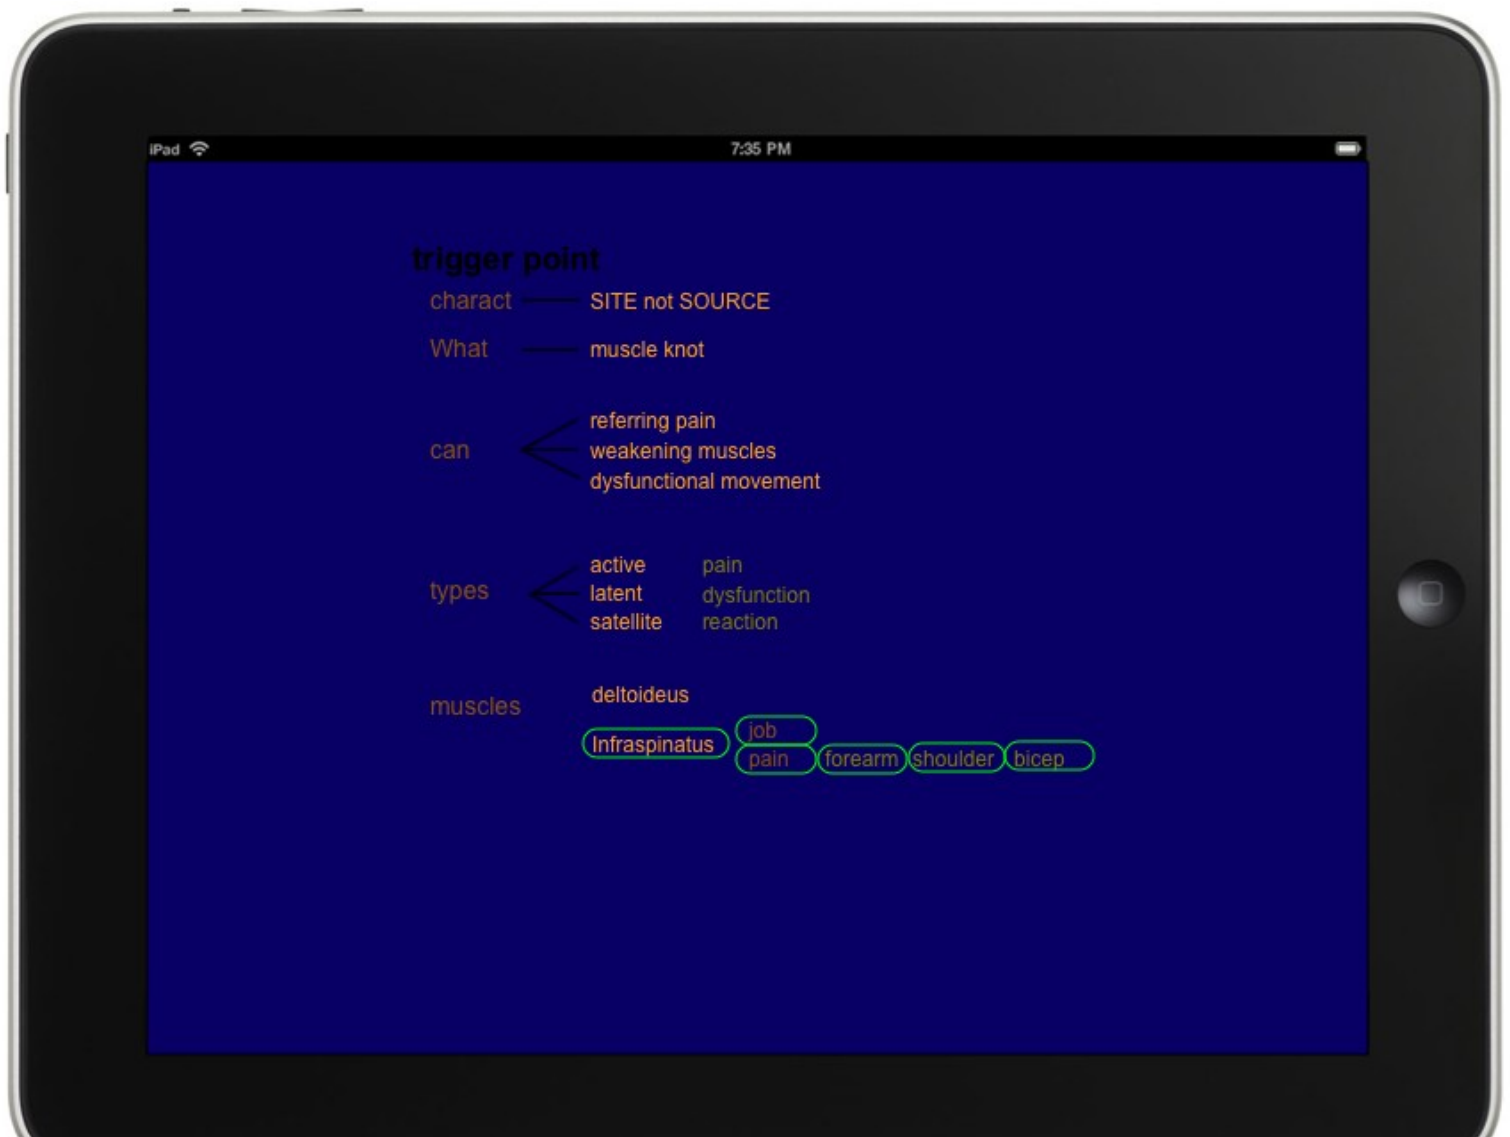 iPad 7:35 PM
trigger point
charact SITE not SOURCE
What muscle knot
can
referring pain
weakening muscles
dysfunctional movement
types
active pain
latent dysfunction
satellite reaction
muscles
deltoideus
Infraspinatus
job
pain forearm shoulder bicep